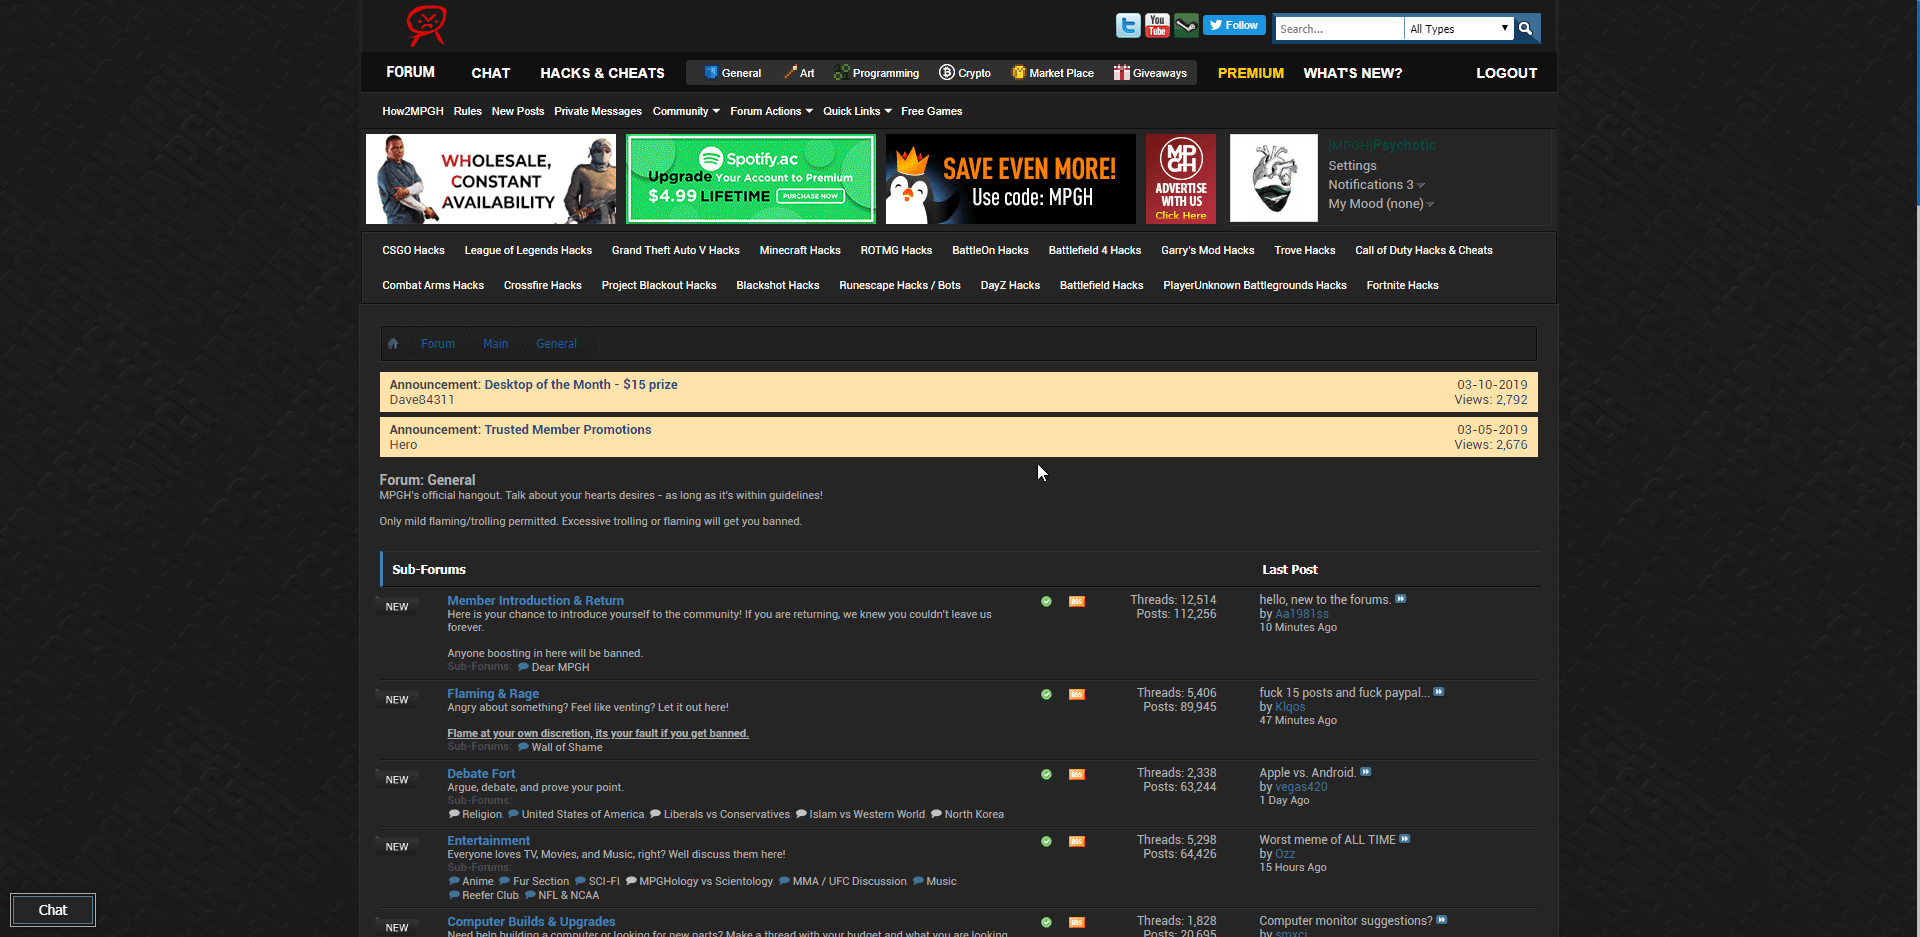 You
Tube
Follow
Search...
All Types
FORUM
CHAT
HACKS & CHEATS
General
Art
Programming
Crypto
Market Place
Giveaways
PREMIUM
WHAT'S NEW?
LOGOUT
How2MPGH
Rules
New Posts
Private Messages
Community
Forum Actions
Quick Links
Free Games
WHOLESALE,
CONSTANT
AVAILABILITY
Spotify.ac
Upgrade Your Account to Premium
$4.99 LIFETIME
PURCHASE NOW
SAVE EVEN MORE!
Use code: MPGH
MP
GH
ADVERTISE
WITH US
Click Here
[MPGH]Psychotic
Settings
Notifications 3
My Mood (none)
CSGO Hacks
League of Legends Hacks
Grand Theft Auto V Hacks
Minecraft Hacks
ROTMG Hacks
BattleOn Hacks
Battlefield 4 Hacks
Garry's Mod Hacks
Trove Hacks
Call of Duty Hacks & Cheats
Combat Arms Hacks
Crossfire Hacks
Project Blackout Hacks
Blackshot Hacks
Runescape Hacks / Bots
DayZ Hacks
Battlefield Hacks
PlayerUnknown Battlegrounds Hacks
Fortnite Hacks
Forum
Main
General
Announcement: Desktop of the Month - $15 prize
Dave84311
03-10-2019
Views: 2,792
Announcement: Trusted Member Promotions
Hero
03-05-2019
Views: 2,676
Forum: General
MPGH's official hangout. Talk about your hearts desires - as long as it's within guidelines!
Only mild flaming/trolling permitted. Excessive trolling or flaming will get you banned.
Sub-Forums
Last Post
NEW
Member Introduction & Return
Here is your chance to introduce yourself to the community! If you are returning, we knew you couldn't leave us
forever.
Anyone boosting in here will be banned.
Sub-Forums:
Dear MPGH
RSS
Threads: 12,514
Posts: 112,256
hello, new to the forums.
by Aa1981ss
10 Minutes Ago
NEW
Flaming & Rage
Angry about something? Feel like venting? Let it out here!
Flame at your own discretion, its your fault if you get banned.
Sub-Forums:
Wall of Shame
RSS
Threads: 5,406
Posts: 89,945
fuck 15 posts and fuck paypal...
by Klqos
47 Minutes Ago
NEW
Debate Fort
Argue, debate, and prove your point.
Sub-Forums:
Religion, United States of America, Liberals vs Conservatives, Islam vs Western World, North Korea
RSS
Threads: 2,338
Posts: 63,244
Apple vs. Android.
by vegas420
1 Day Ago
NEW
Entertainment
Everyone loves TV, Movies, and Music, right? Well discuss them here!
Sub-Forums:
Anime, Fur Section, SCI-FI, MPGHology vs Scientology, MMA / UFC Discussion, Music,
Reefer Club, NFL & NCAA
RSS
Threads: 5,298
Posts: 64,426
Worst meme of ALL TIME
by Ozz
15 Hours Ago
NEW
Computer Builds & Upgrades
Need help building a computer or looking for new parts? Make a thread with your budget and what you are looking
RSS
Threads: 1,828
Posts: 20,695
Computer monitor suggestions?
by smxci
Chat